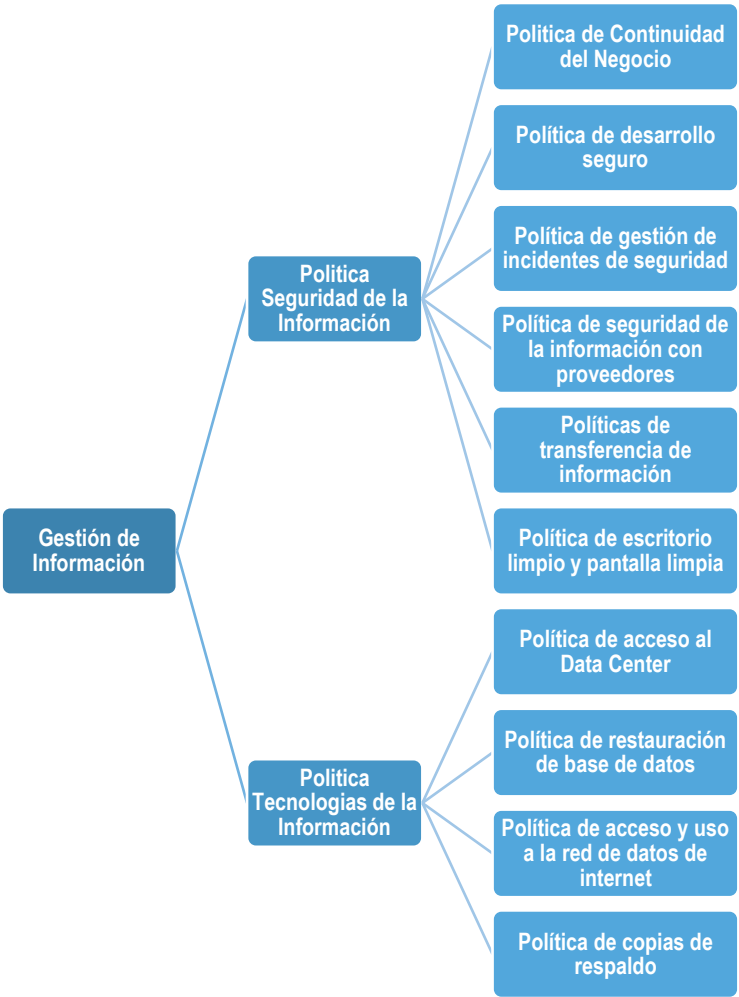 Politica de Continuidad
del Negocio
Política de desarrollo
seguro
Política de gestión de
incidentes de seguridad
Politica
Seguridad de la
Información
Política de seguridad de
la información con
proveedores
Políticas de
transferencia de
información
Gestión de
Información
Política de escritorio
limpio y pantalla limpia
Política de acceso al
Data Center
Política de restauración
de base de datos
Politica
Tecnologias de la
Información
Política de acceso y uso
a la red de datos de
internet
Política de copias de
respaldo